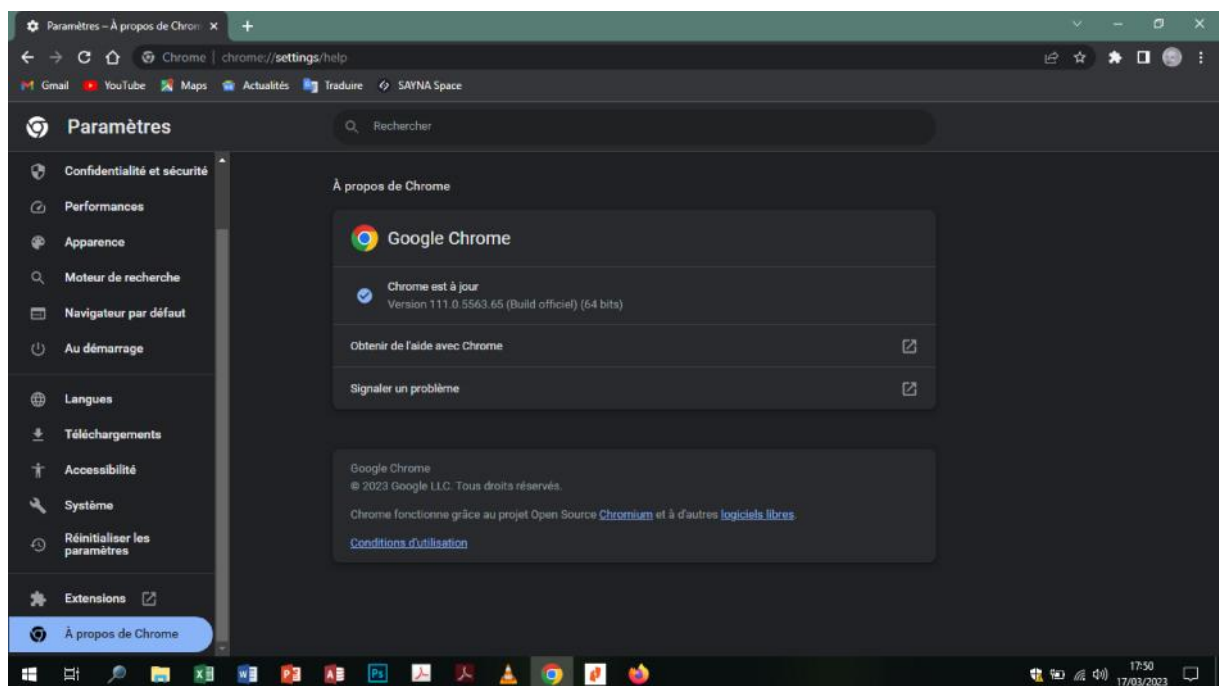 Paramètres – À propos de Chrom
Chrome | chrome://settings/help
Gmail YouTube Maps Actualités Traduire SAYNA Space
Paramètres
Rechercher
Confidentialité et sécurité
Performances
Apparence
Moteur de recherche
Navigateur par défaut
Au démarrage
Langues
Téléchargements
Accessibilité
Système
Réinitialiser les
paramètres
Extensions
À propos de Chrome
À propos de Chrome
Google Chrome
Chrome est à jour
Version 111.0.5563.65 (Build officiel) (64 bits)
Obtenir de l'aide avec Chrome
Signaler un problème
Google Chrome
© 2023 Google LLC. Tous droits réservés.
Chrome fonctionne grâce au projet Open Source Chromium et à d'autres logiciels libres.
Conditions d'utilisation
17:50
17/03/2023